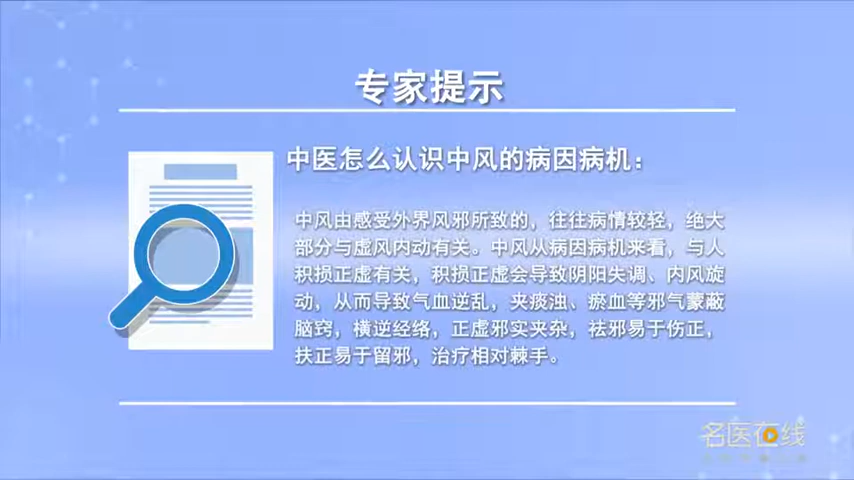 专家提示
中医怎么认识中风的病因病机：
中风由感受外界风邪所致的，往往病情较轻，绝大
部分与虚风内动有关。中风从病因病机来看，与人
积损正虚有关，积损正虚会导致阴阳失调、内风旋
动，从而导致气血逆乱，夹痰浊、瘀血等邪气蒙蔽
脑窍，横逆经络，正虚邪实夹杂，祛邪易于伤正，
扶正易于留邪，治疗相对棘手。
名医在线